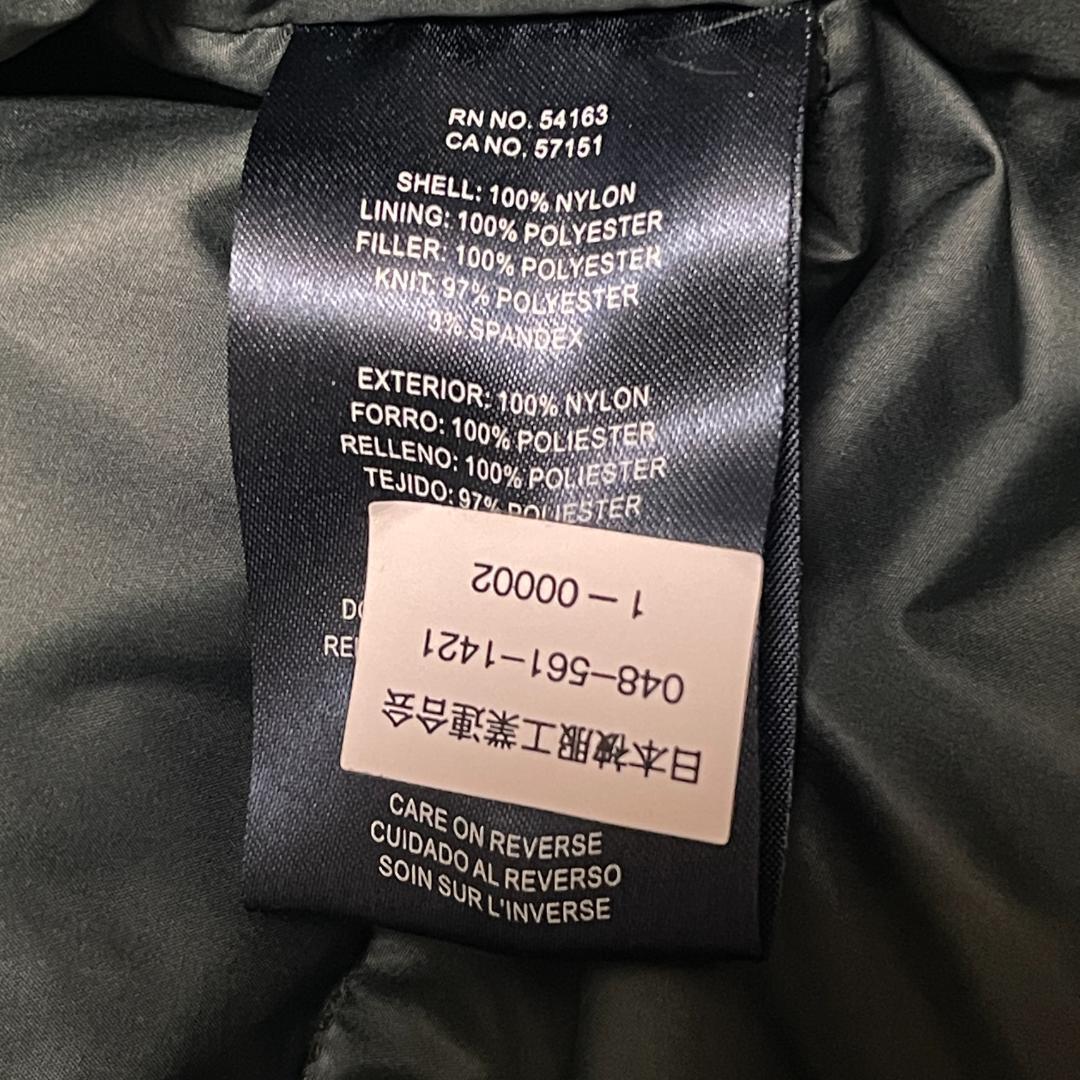 RN NO. 54163
CA NO. 57151
SHELL: 100% NYLON
LINING: 100% POLYESTER
FILLER: 100% POLYESTER
KNIT: 97% POLYESTER
3% SPANDEX
EXTERIOR: 100% NYLON
FORRO: 100% POLIESTER
RELLENO: 100% POLIESTER
TEJIDO: 97% POLIESTER
日本被服工業連合会
048-561-1421
1-00002
CARE ON REVERSE
CUIDADO AL REVERSO
SOIN SUR L'INVERSE